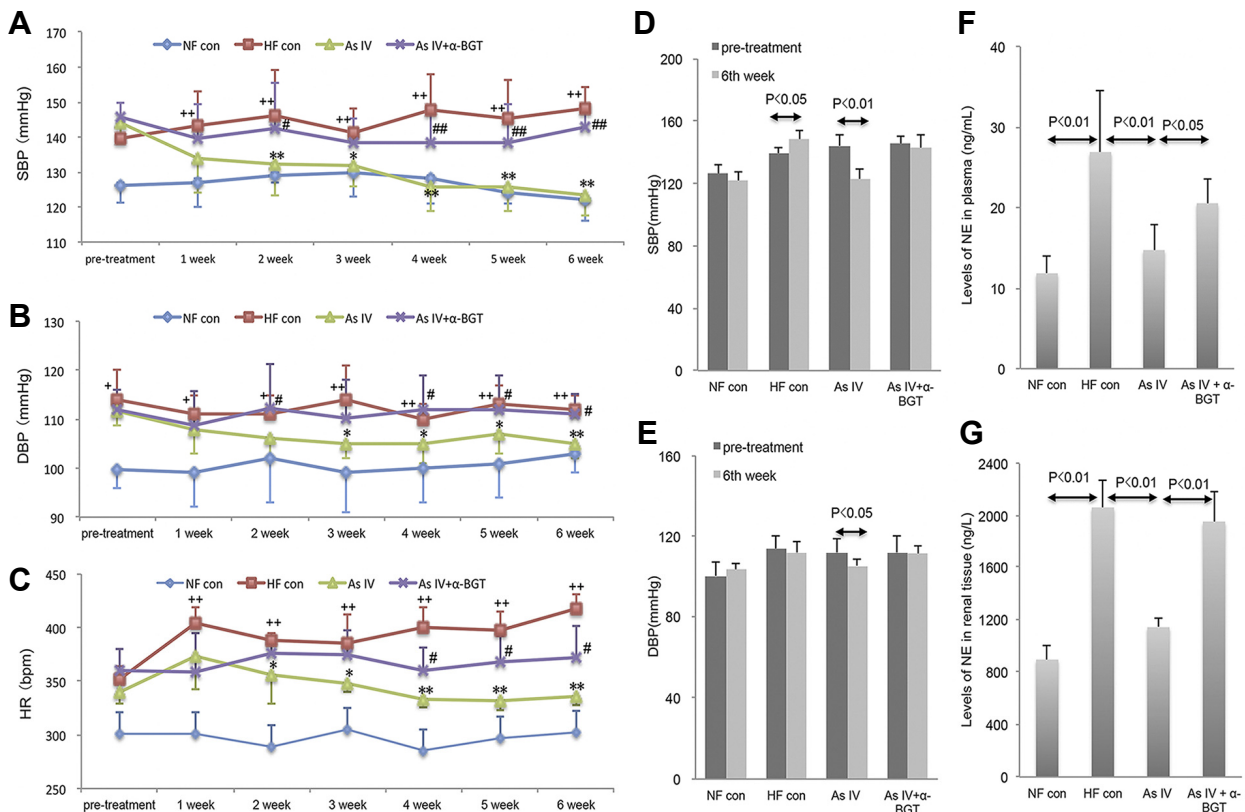 A
NF con HF con As IV As IV+α-BGT
SBP (mmHg)
170
160
150
140
130
120
110
++ ++ ++ ++ ++ ++
# ## ## ##
** * ** ** **
pre-treatment 1 week 2 week 3 week 4 week 5 week 6 week
B
NF con HF con As IV As IV+α-BGT
DBP (mmHg)
130
120
110
100
90
+ + ++ ++ ++ ++ ++
# # # #
* * * **
pre-treatment 1 week 2 week 3 week 4 week 5 week 6 week
C
NF con HF con As IV As IV+α-BGT
HR (bpm)
450
400
350
300
250
++ ++ ++ ++ ++ ++
# # #
* * ** ** **
pre-treatment 1 week 2 week 3 week 4 week 5 week 6 week
D
pre-treatment
6th week
SBP(mmHg)
200
160
120
80
40
0
P<0.05 P<0.01
NF con HF con As IV As IV+α-
BGT
E
pre-treatment
6th week
DBP(mmHg)
160
120
80
40
0
P<0.05
NF con HF con As IV As IV+α-
BGT
F
Levels of NE in plasma (ng/mL)
40
30
20
10
0
P<0.01 P<0.01 P<0.05
NF con HF con As IV As IV + α-
BGT
G
Levels of NE in renal tissue (ng/L)
2400
2000
1600
1200
800
400
0
P<0.01 P<0.01 P<0.01
NF con HF con As IV As IV + α-
BGT